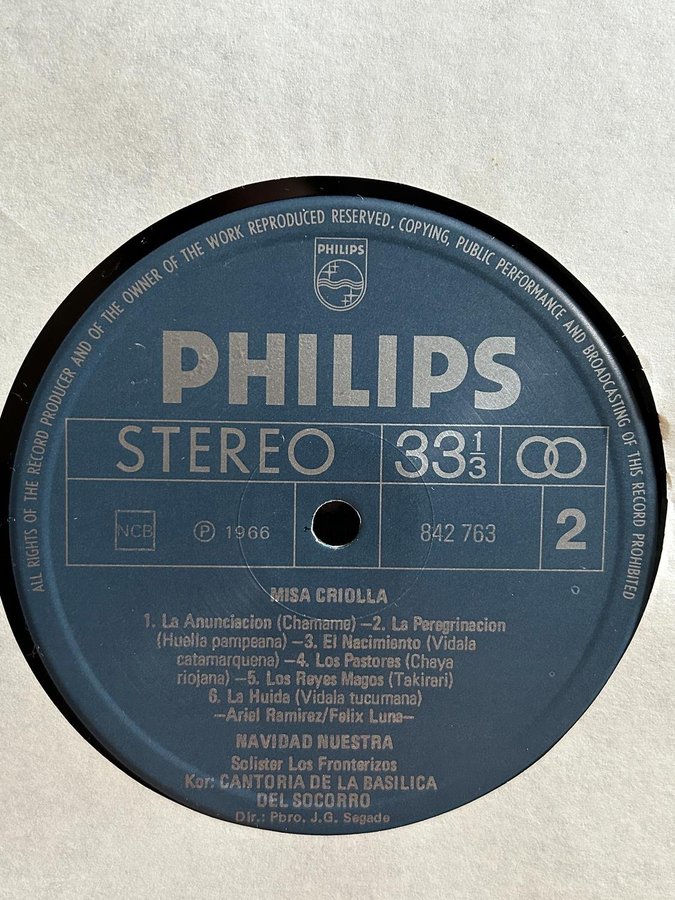 ALL RIGHTS OF THE RECORD PRODUCER AND OF THE OWNER OF THE WORK REPRODUCED RESERVED. COPYING, PUBLIC PERFORMANCE AND BROADCASTING OF THIS RECORD PROHIBITED
PHILIPS
PHILIPS
STEREO 33 1/3
NCB Ⓟ 1966 842 763 2
MISA CRIOLLA
1. La Anunciacion (Chamame) —2. La Peregrinacion
(Huella pampeana) —3. El Nacimiento (Vidala
catamarquena) —4. Los Pastores (Chaya
riojana) —5. Los Reyes Magos (Takirari)
6. La Huida (Vidala tucumana)
—Ariel Ramirez/Felix Luna—
NAVIDAD NUESTRA
Solister Los Fronterizos
Kor: CANTORIA DE LA BASILICA
DEL SOCORRO
Dir.: Pbro. J.G. Segade